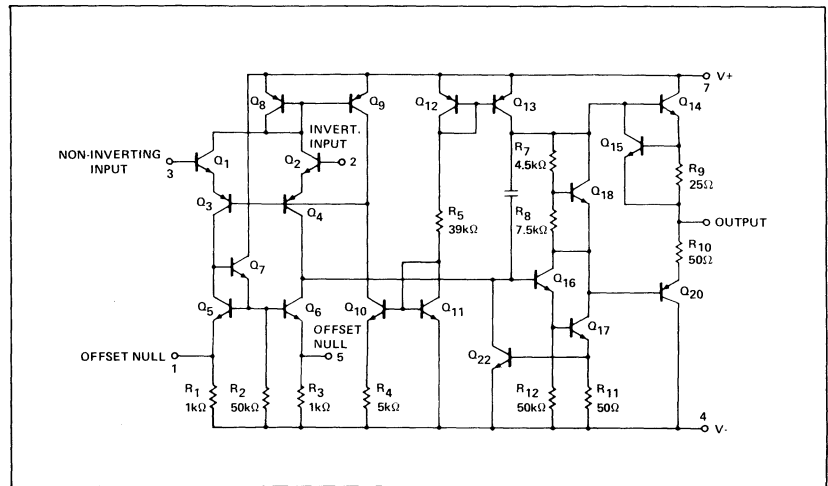 V+
7
Q8
Q9
Q12
Q13
Q14
INVERT.
INPUT
2
NON-INVERTING
INPUT
3
Q1
Q2
Q15
R7
4.5kΩ
R9
25Ω
Q3
Q4
Q18
R5
39kΩ
R8
7.5kΩ
OUTPUT
R10
50Ω
Q7
Q16
Q20
Q5
Q6
Q10
Q11
Q17
OFFSET
NULL
5
OFFSET NULL
1
Q22
R1
1kΩ
R2
50kΩ
R3
1kΩ
R4
5kΩ
R12
50kΩ
R11
50Ω
4
V-